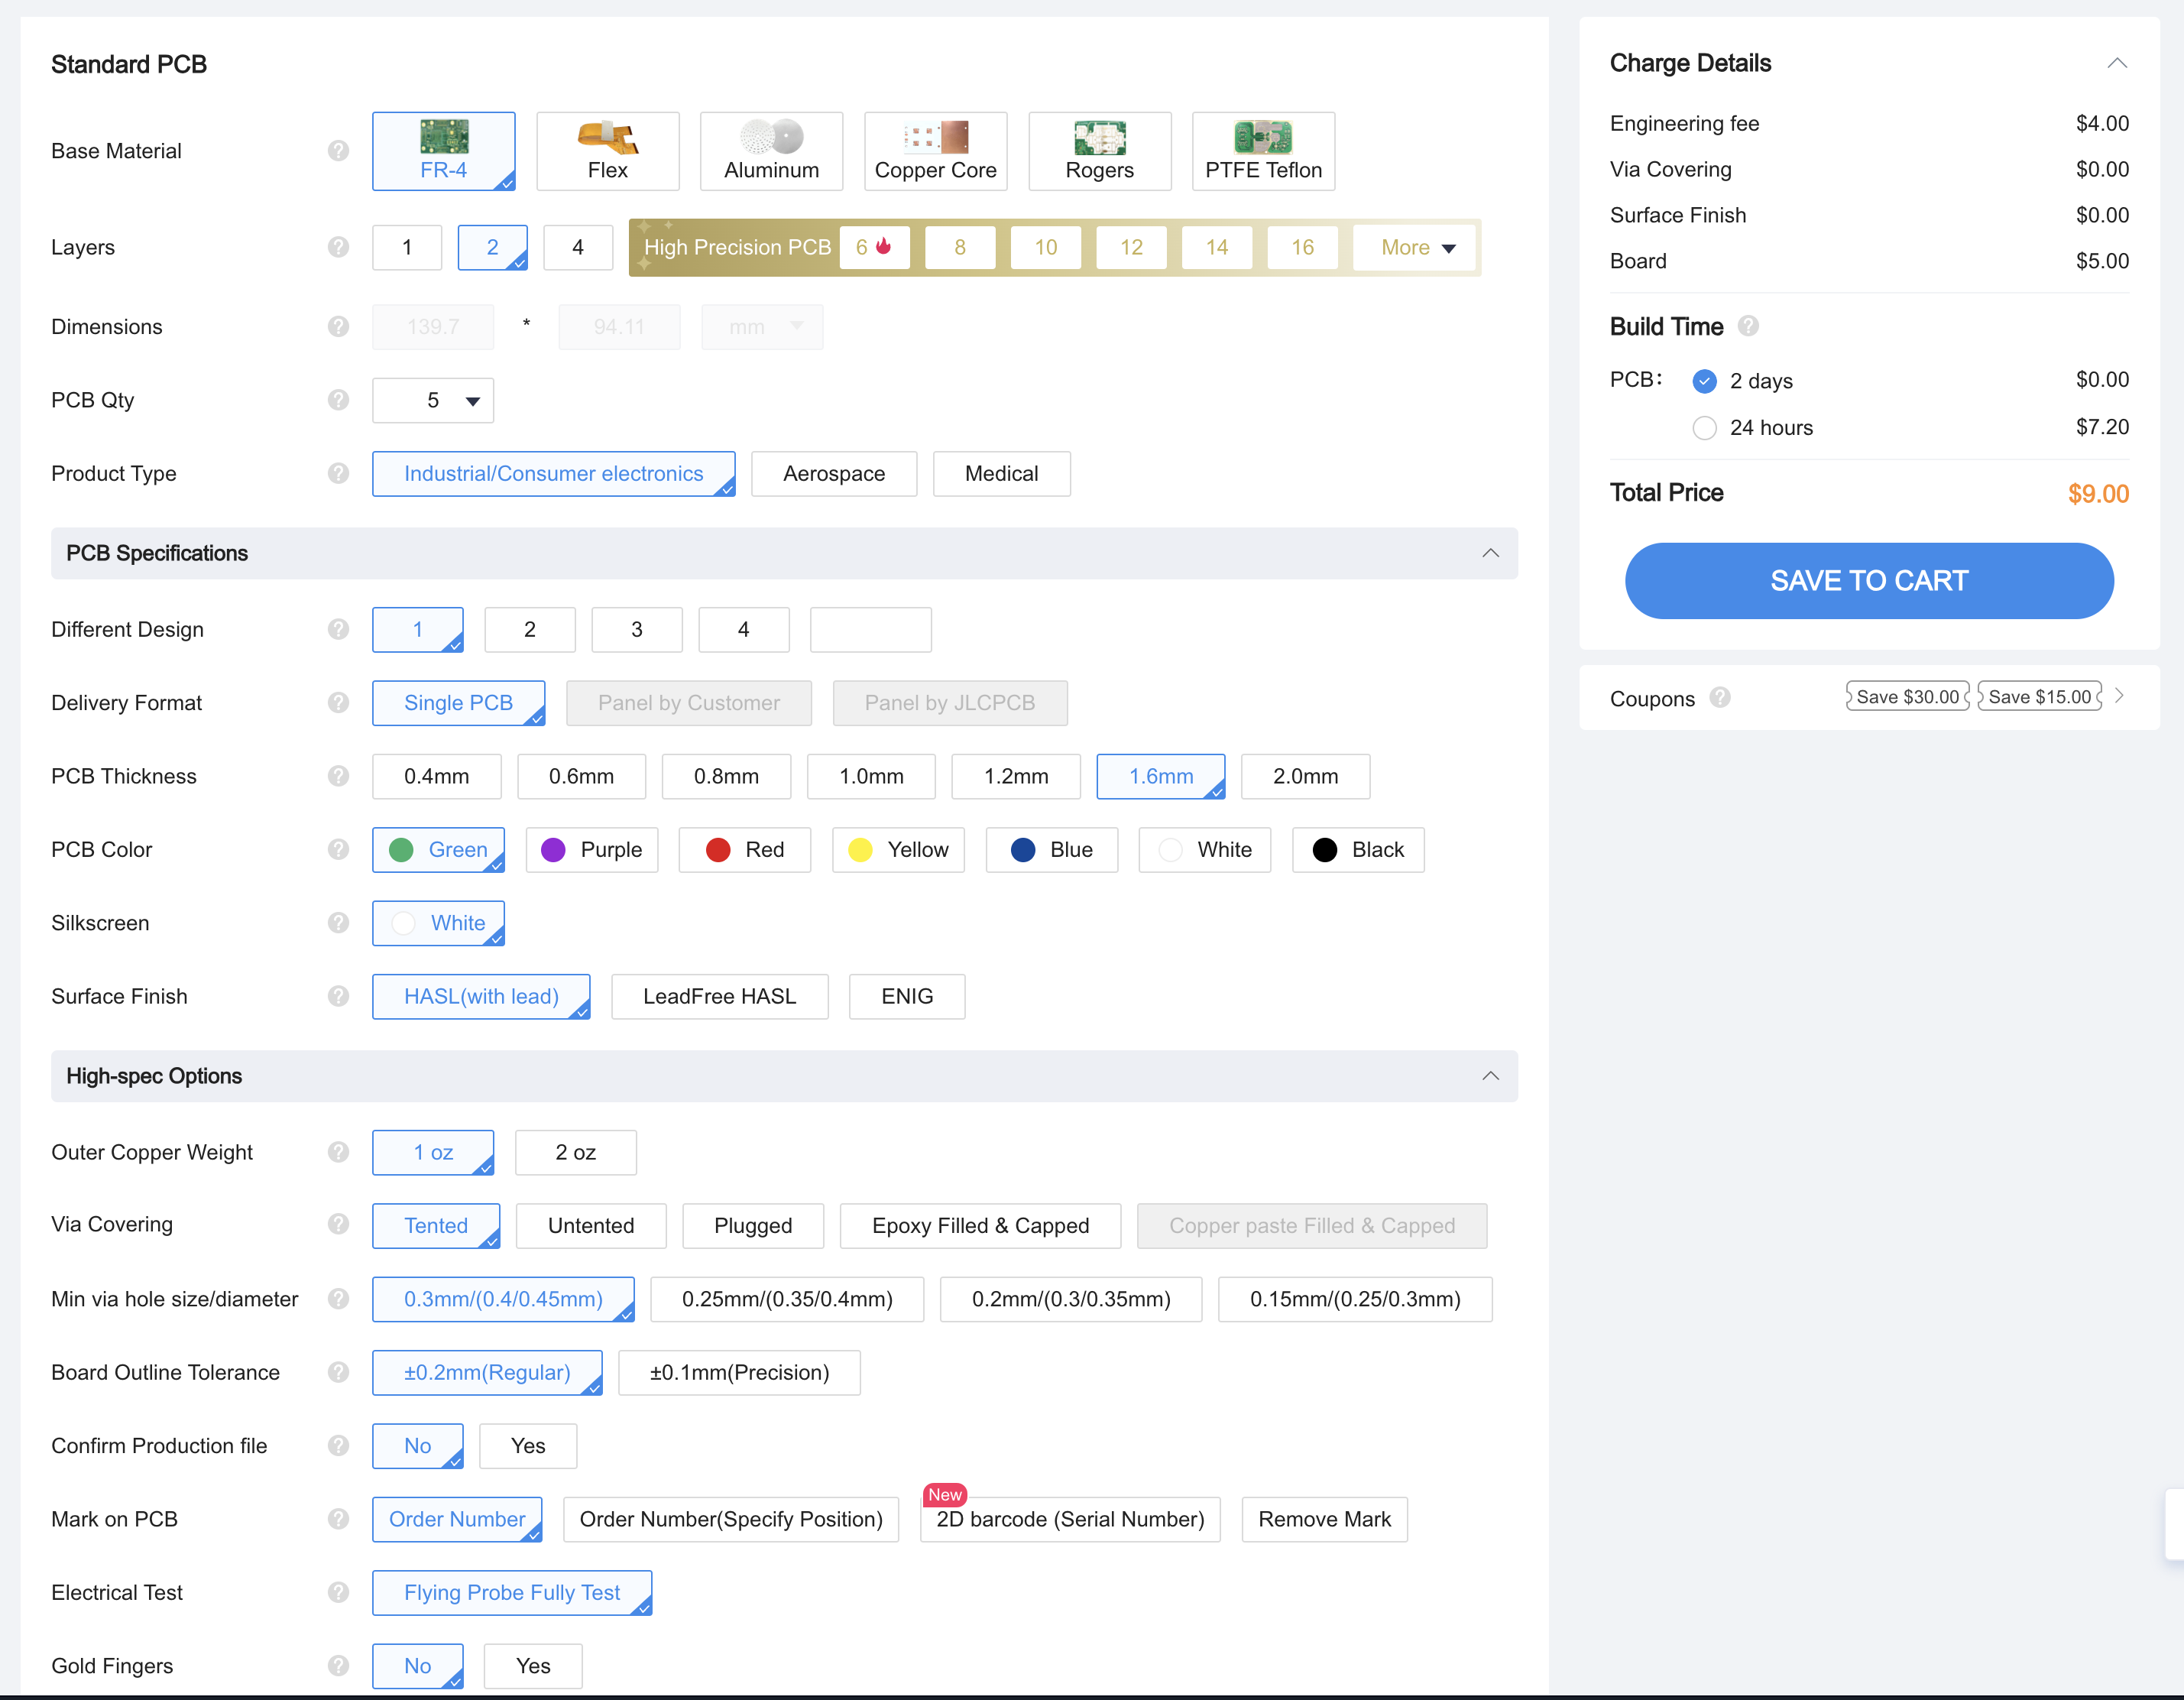 Standard PCB
Base Material ? FR-4 Flex Aluminum Copper Core Rogers PTFE Teflon
Layers ? 1 2 4 High Precision PCB 6 8 10 12 14 16 More
Dimensions ? 139.7 * 94.11 mm
PCB Qty ? 5
Product Type ? Industrial/Consumer electronics Aerospace Medical
PCB Specifications
Different Design ? 1 2 3 4
Delivery Format ? Single PCB Panel by Customer Panel by JLCPCB
PCB Thickness ? 0.4mm 0.6mm 0.8mm 1.0mm 1.2mm 1.6mm 2.0mm
PCB Color ? Green Purple Red Yellow Blue White Black
Silkscreen ? White
Surface Finish ? HASL(with lead) LeadFree HASL ENIG
High-spec Options
Outer Copper Weight ? 1 oz 2 oz
Via Covering ? Tented Untented Plugged Epoxy Filled & Capped Copper paste Filled & Capped
Min via hole size/diameter ? 0.3mm/(0.4/0.45mm) 0.25mm/(0.35/0.4mm) 0.2mm/(0.3/0.35mm) 0.15mm/(0.25/0.3mm)
Board Outline Tolerance ? ±0.2mm(Regular) ±0.1mm(Precision)
Confirm Production file ? No Yes
New
Mark on PCB ? Order Number Order Number(Specify Position) 2D barcode (Serial Number) Remove Mark
Electrical Test ? Flying Probe Fully Test
Gold Fingers ? No Yes
Charge Details
Engineering fee $4.00
Via Covering $0.00
Surface Finish $0.00
Board $5.00
Build Time ?
PCB: 2 days $0.00
24 hours $7.20
Total Price $9.00
SAVE TO CART
Coupons ? Save $30.00 Save $15.00